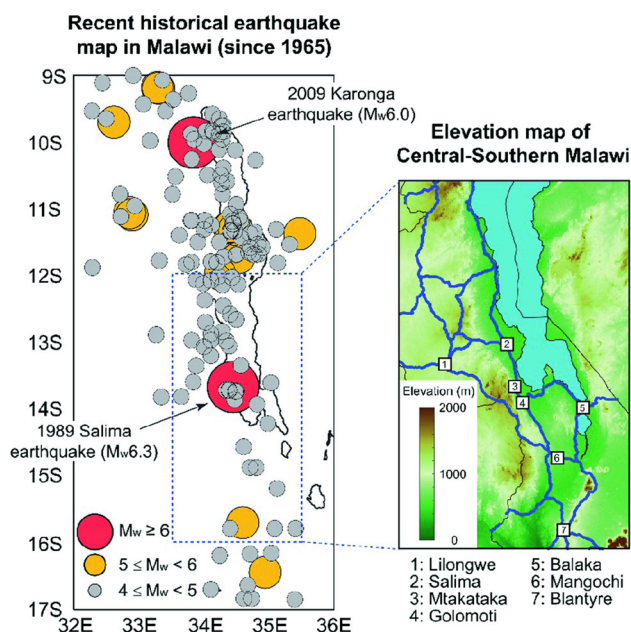 Recent historical earthquake
map in Malawi (since 1965)
9S
10S
11S
12S
13S
14S
15S
16S
17S
32E
33E
34E
35E
36E
2009 Karonga
earthquake (Mw6.0)
1989 Salima
earthquake (Mw6.3)
Mw ≥ 6
5 ≤ Mw < 6
4 ≤ Mw < 5
Elevation map of
Central-Southern Malawi
2
1
3
4
5
6
7
Elevation (m)
2000
1000
0
1: Lilongwe
2: Salima
3: Mtakataka
4: Golomoti
5: Balaka
6: Mangochi
7: Blantyre